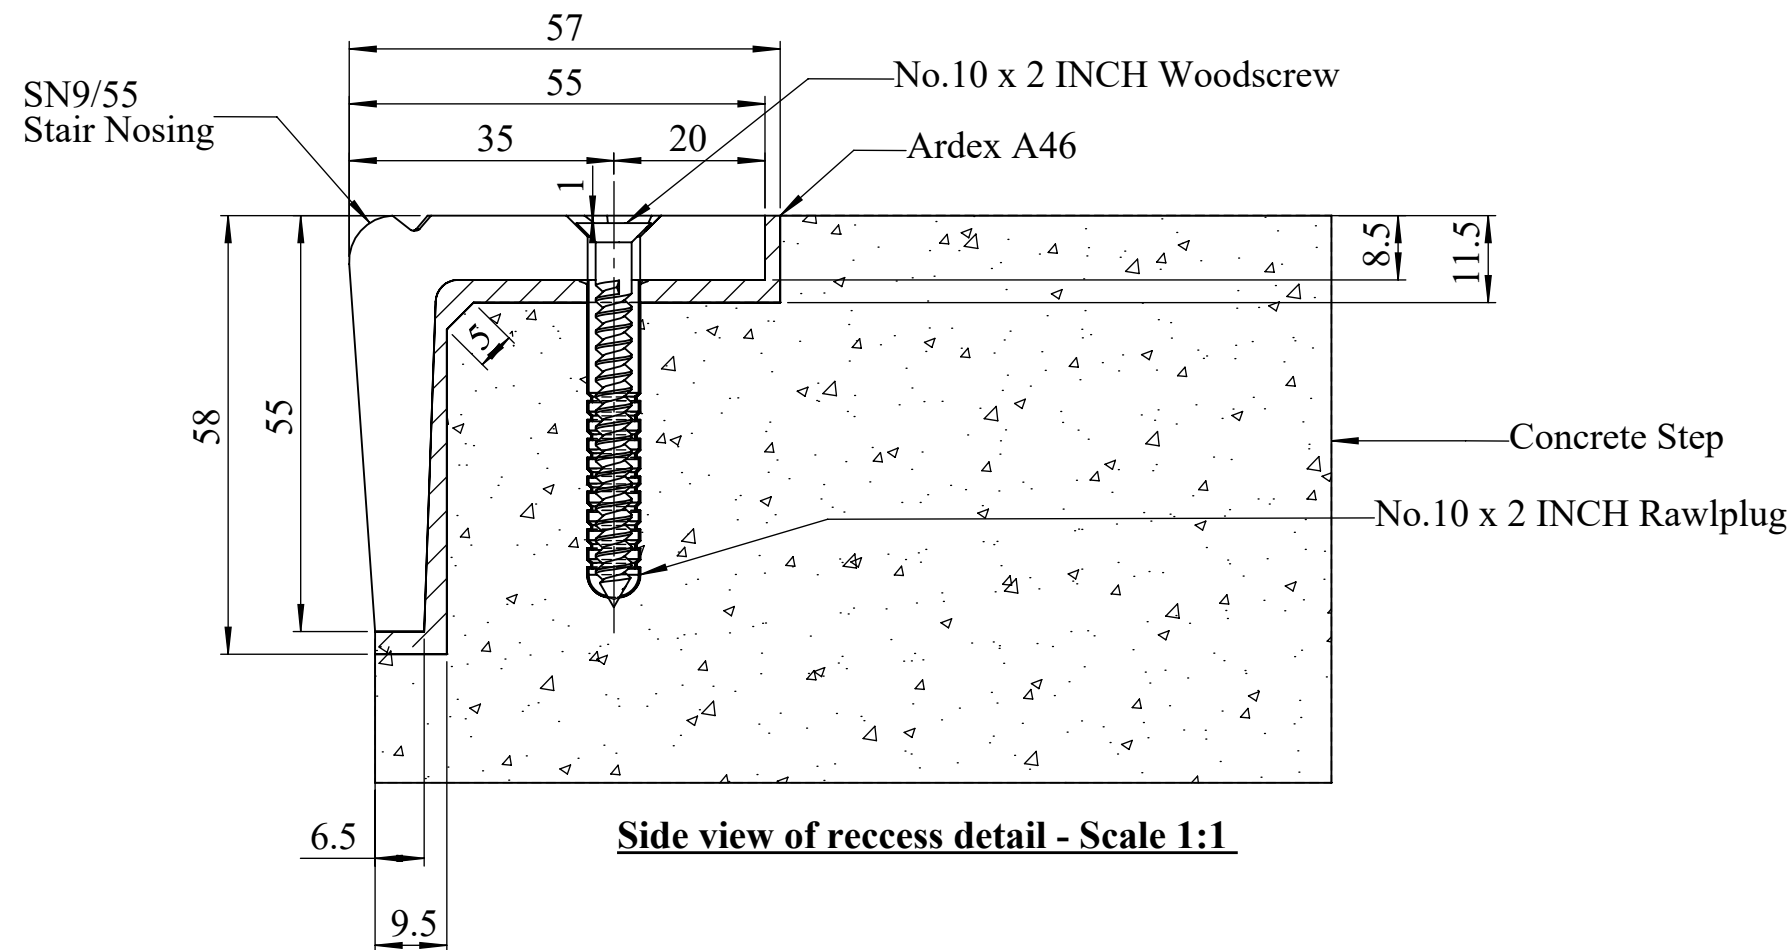 57
SN9/55
Stair Nosing
55
No.10 x 2 INCH Woodscrew
35
20
Ardex A46
1
8.5
11.5
5
58
55
Concrete Step
No.10 x 2 INCH Rawlplug
6.5
Side view of reccess detail - Scale 1:1
9.5